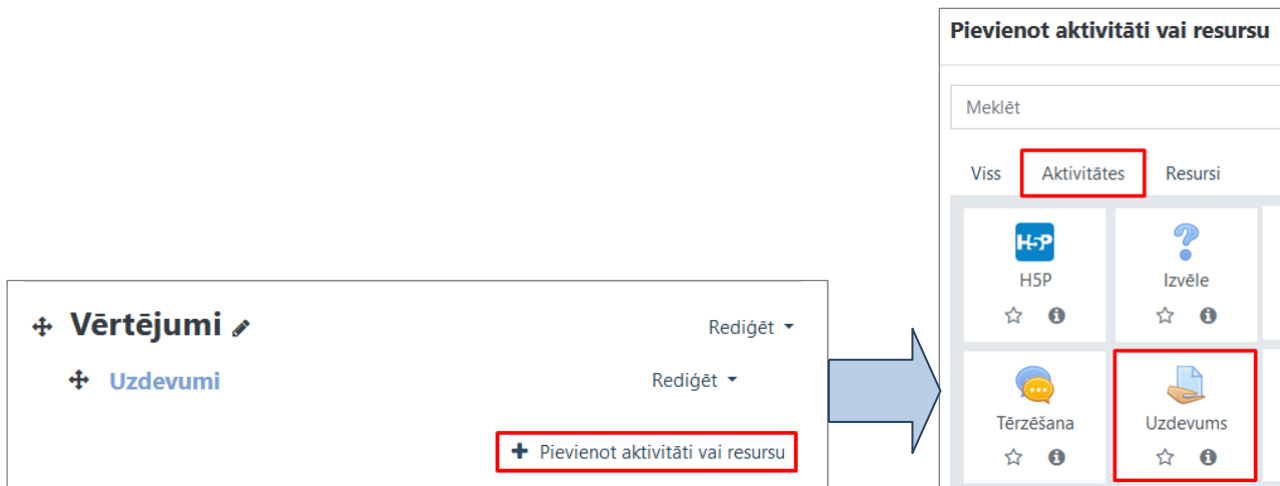 Vērtējumi
Rediģēt
Uzdevumi
Rediģēt
Pievienot aktivitāti vai resursu
Pievienot aktivitāti vai resursu
Meklēt
Viss Aktivitātes Resursi
H5P
H5P Izvēle
Tērzēšana Uzdevums